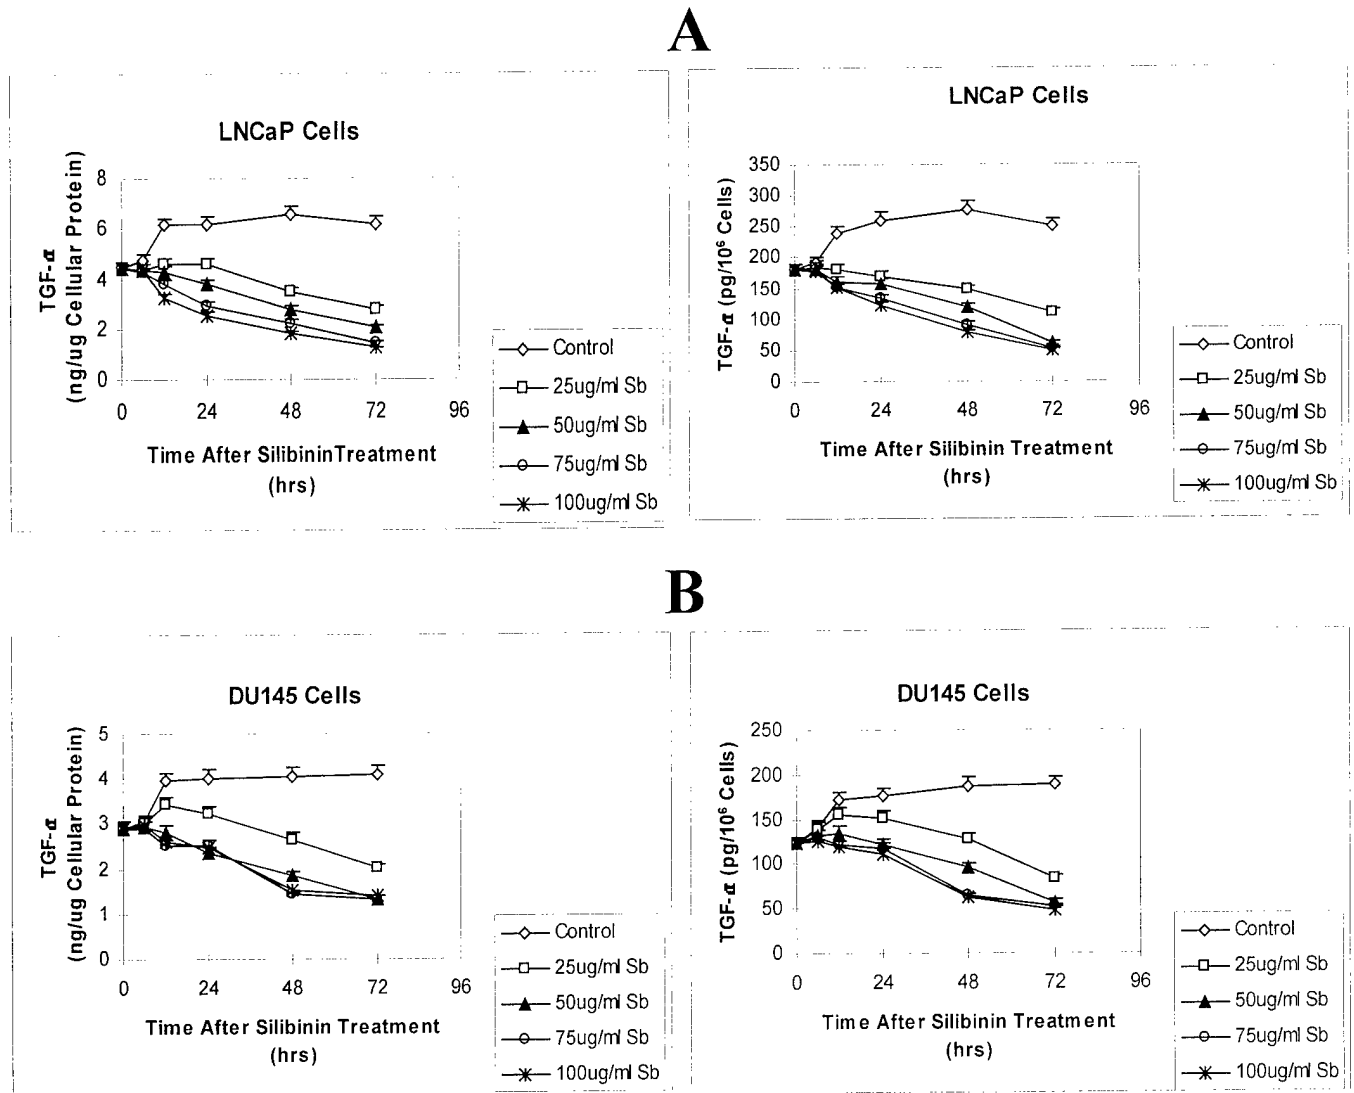 A
LNCaP Cells
TGF-α
(ng/ug Cellular Protein)
8
6
4
2
0
0 24 48 72 96
Time After SilibininTreatment
(hrs)
Control
25ug/ml Sb
50ug/ml Sb
75ug/ml Sb
100ug/ml Sb
LNCaP Cells
TGF-α (pg/10⁶ Cells)
350
300
250
200
150
100
50
0
0 24 48 72 96
Time After Silibinin Treatment
(hrs)
Control
25ug/ml Sb
50ug/ml Sb
75ug/ml Sb
100ug/ml Sb
B
DU145 Cells
TGF-α
(ng/ug Cellular Protein)
5
4
3
2
1
0
0 24 48 72 96
Time After Silibinin Treatment
(hrs)
Control
25ug/ml Sb
50ug/ml Sb
75ug/ml Sb
100ug/ml Sb
DU145 Cells
TGF-α (pg/10⁶ Cells)
250
200
150
100
50
0
0 24 48 72 96
Time After Silibinin Treatment
(hrs)
Control
25ug/ml Sb
50ug/ml Sb
75ug/ml Sb
100ug/ml Sb